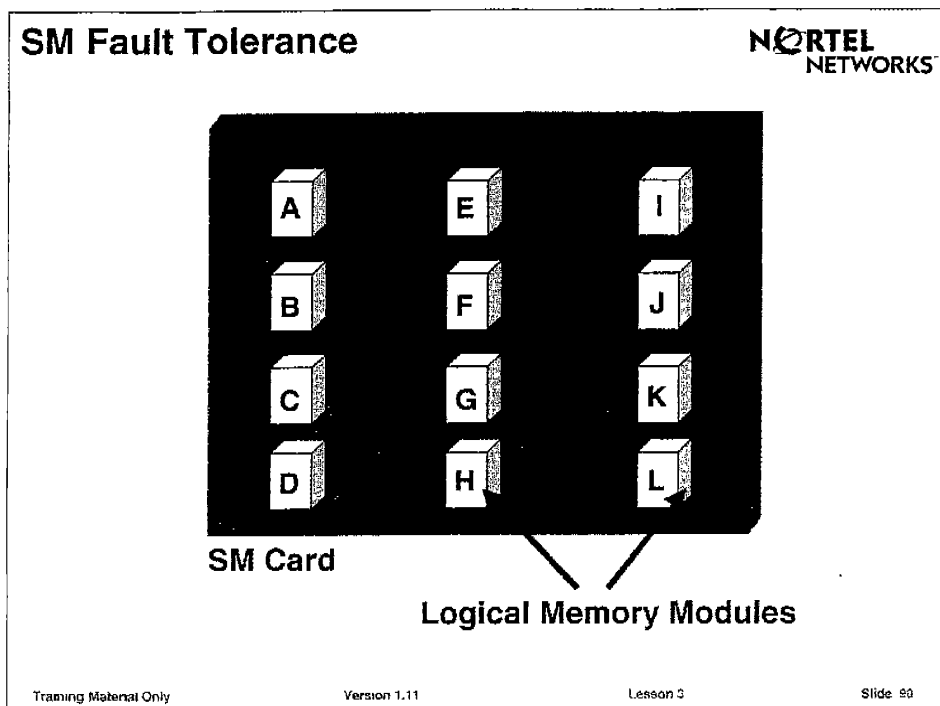 SM Fault Tolerance
NORTEL
NETWORKS
A E I
B F J
C G K
D H L
SM Card
Logical Memory Modules
Training Material Only Version 1.11 Lesson 3 Slide